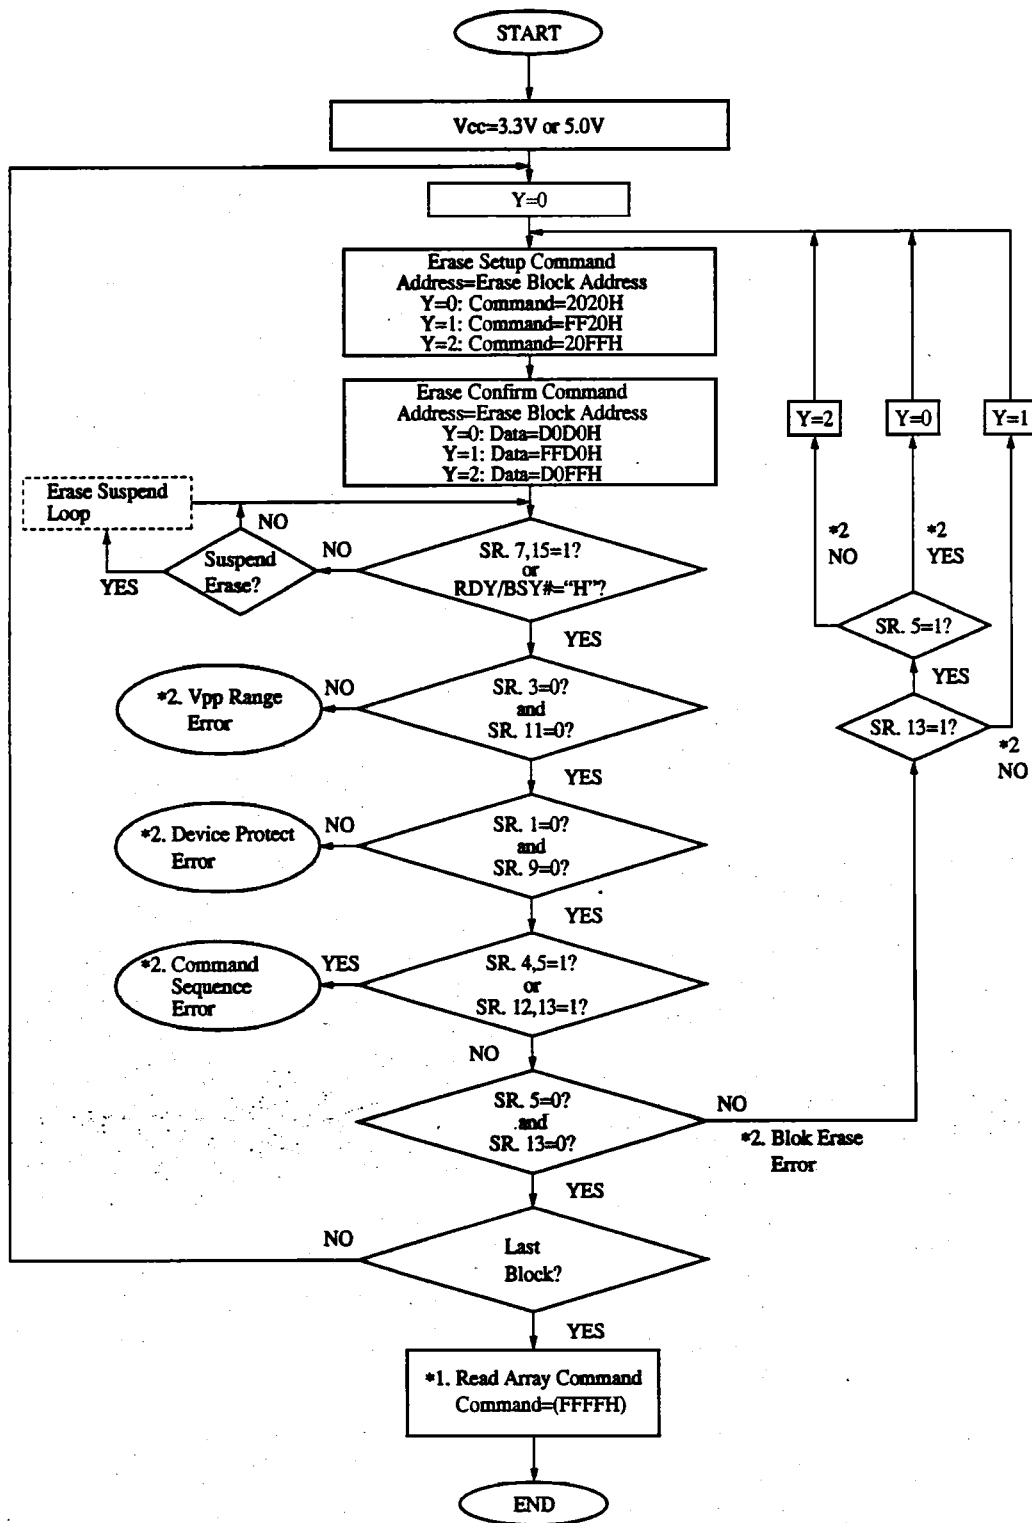 START
Vcc=3.3V or 5.0V
Y=0
Erase Setup Command
Address=Erase Block Address
Y=0: Command=2020H
Y=1: Command=FF20H
Y=2: Command=20FFH
Erase Confirm Command
Address=Erase Block Address
Y=0: Data=D0D0H
Y=1: Data=FFD0H
Y=2: Data=D0FFH
Y=2
Y=0
Y=1
Erase Suspend
Loop
NO
YES
Suspend
Erase?
NO
SR. 7,15=1?
or
RDY/BSY#="H"?
YES
*2
NO
*2
YES
SR. 5=1?
YES
SR. 13=1?
*2
NO
*2. Vpp Range
Error
NO
SR. 3=0?
and
SR. 11=0?
YES
*2. Device Protect
Error
NO
SR. 1=0?
and
SR. 9=0?
YES
*2. Command
Sequence
Error
YES
SR. 4,5=1?
or
SR. 12,13=1?
NO
SR. 5=0?
and
SR. 13=0?
NO
*2. Blok Erase
Error
YES
NO
Last
Block?
YES
*1. Read Array Command
Command=(FFFFH)
END